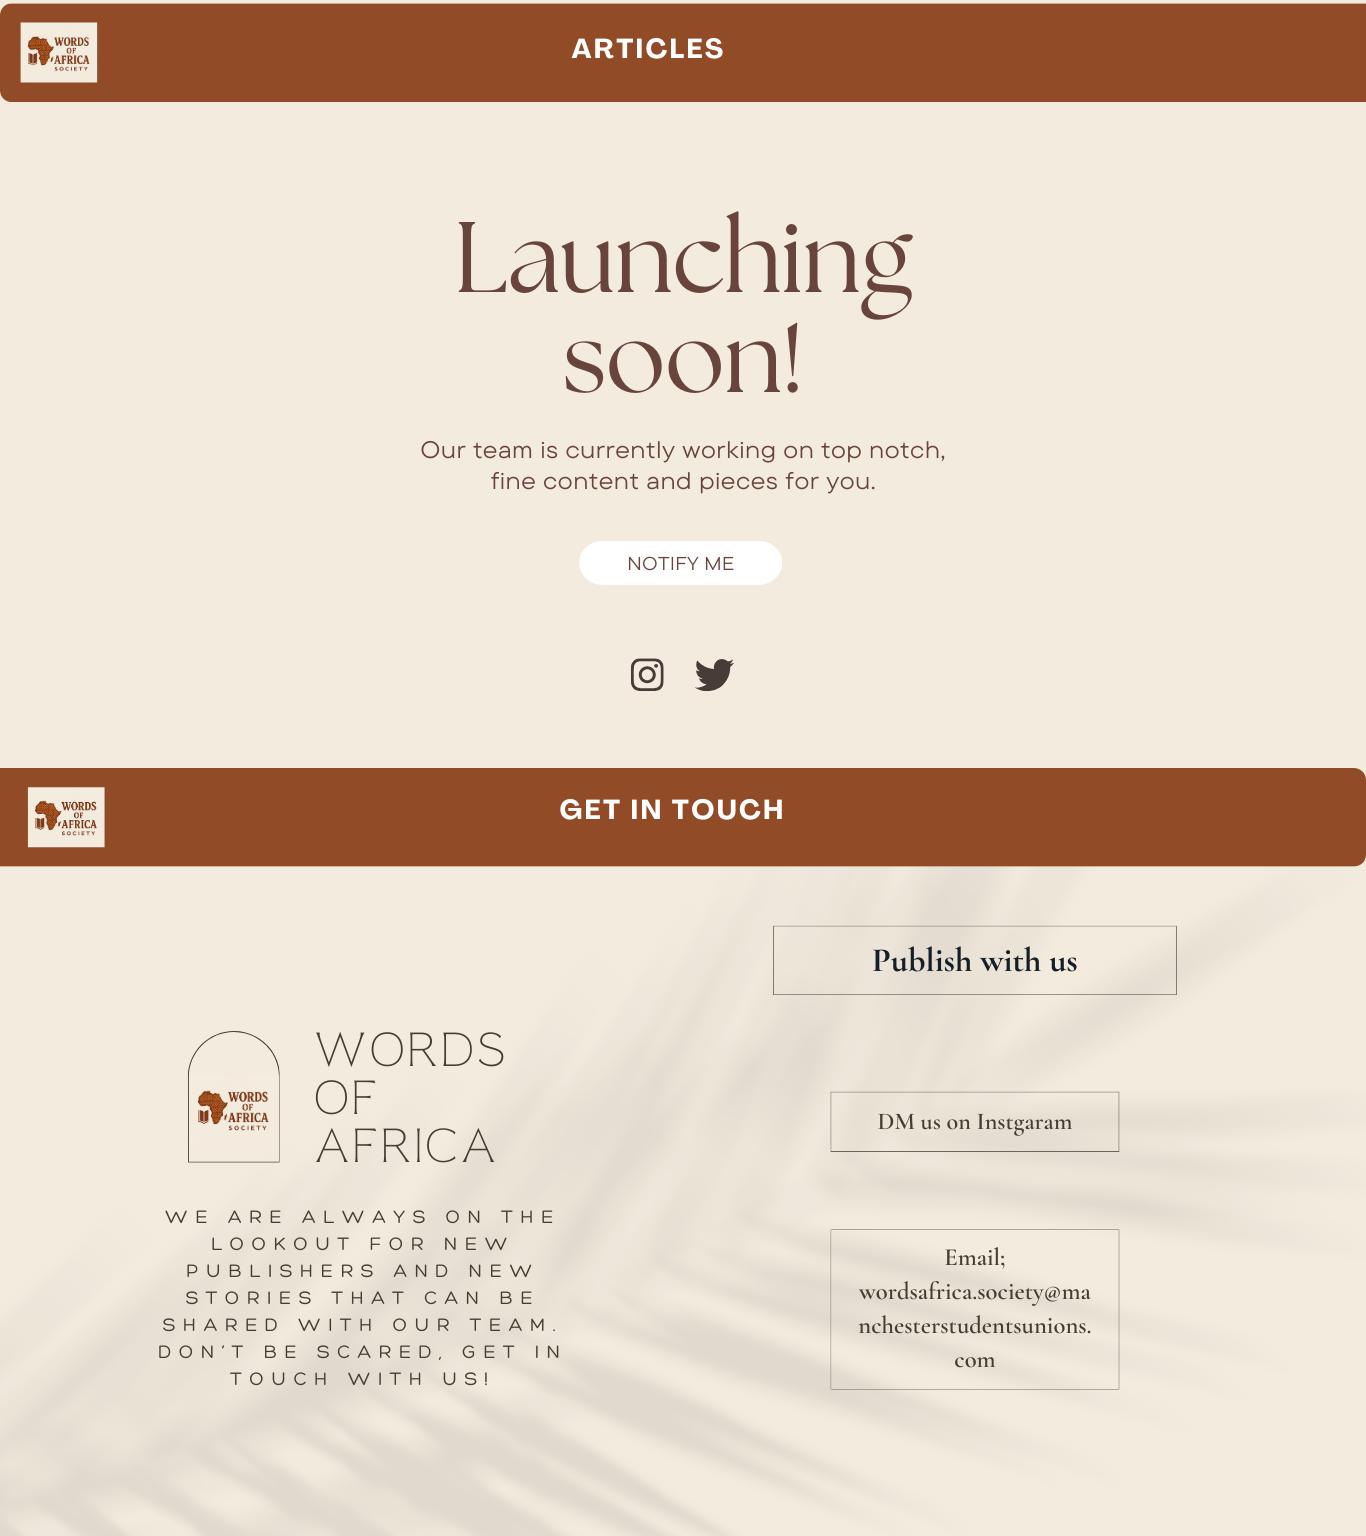 WORDS
OF
AFRICA
SOCIETY
ARTICLES
Launching
soon!
Our team is currently working on top notch,
fine content and pieces for you.
NOTIFY ME
WORDS
OF
AFRICA
SOCIETY
GET IN TOUCH
Publish with us
WORDS
OF
AFRICA
WORDS
OF
AFRICA
SOCIETY
WE ARE ALWAYS ON THE
LOOKOUT FOR NEW
PUBLISHERS AND NEW
STORIES THAT CAN BE
SHARED WITH OUR TEAM.
DON'T BE SCARED, GET IN
TOUCH WITH US!
DM us on Instgaram
Email;
wordsafrica.society@ma
nchesterstudentsunions.
com